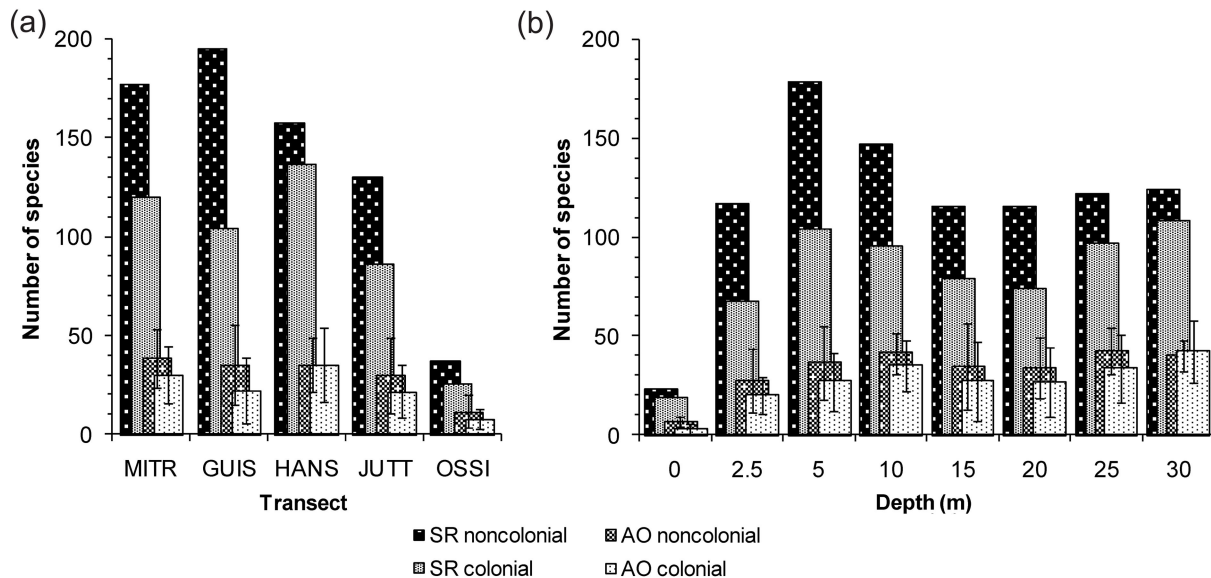 (a)
200
150
100
50
0
Number of species
MITR GUIS HANS JUTT OSSI
Transect
(b)
200
150
100
50
0
Number of species
0 2.5 5 10 15 20 25 30
Depth (m)
SR noncolonial AO noncolonial
SR colonial AO colonial